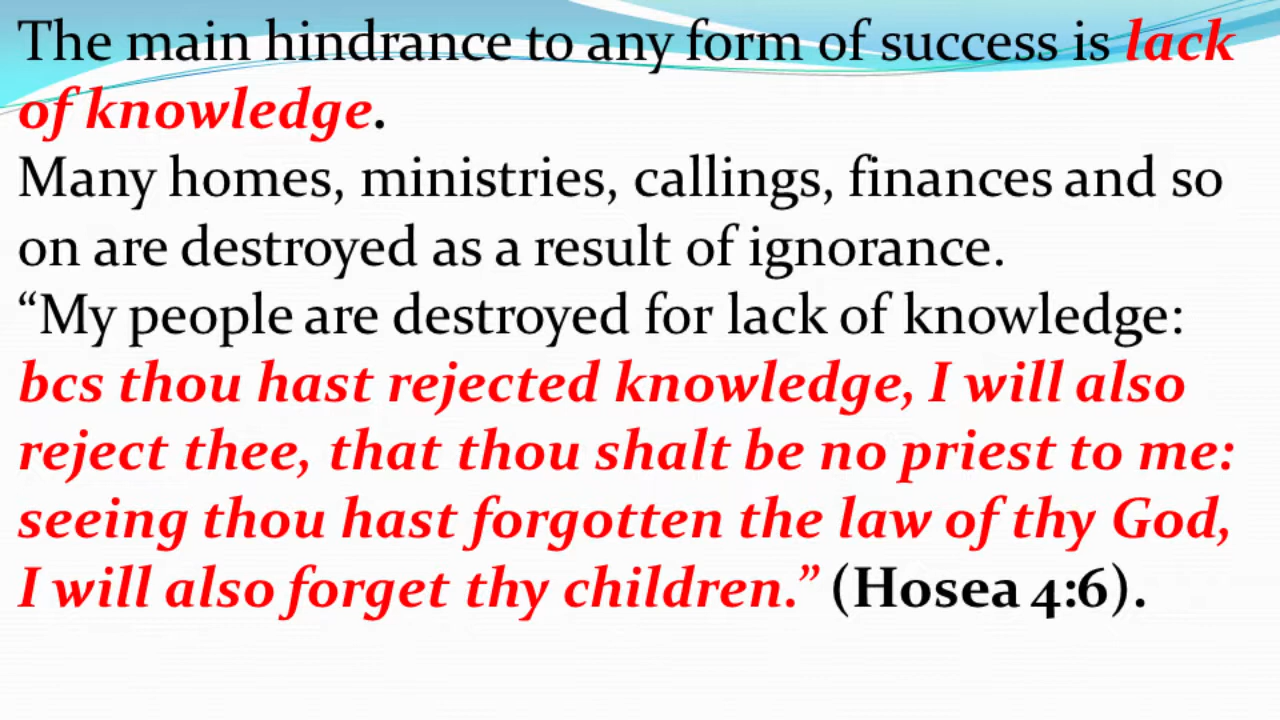 The main hindrance to any form of success is lack
of knowledge.
Many homes, ministries, callings, finances and so
on are destroyed as a result of ignorance.
“My people are destroyed for lack of knowledge:
bcs thou hast rejected knowledge, I will also
reject thee, that thou shalt be no priest to me:
seeing thou hast forgotten the law of thy God,
I will also forget thy children.” (Hosea 4:6).